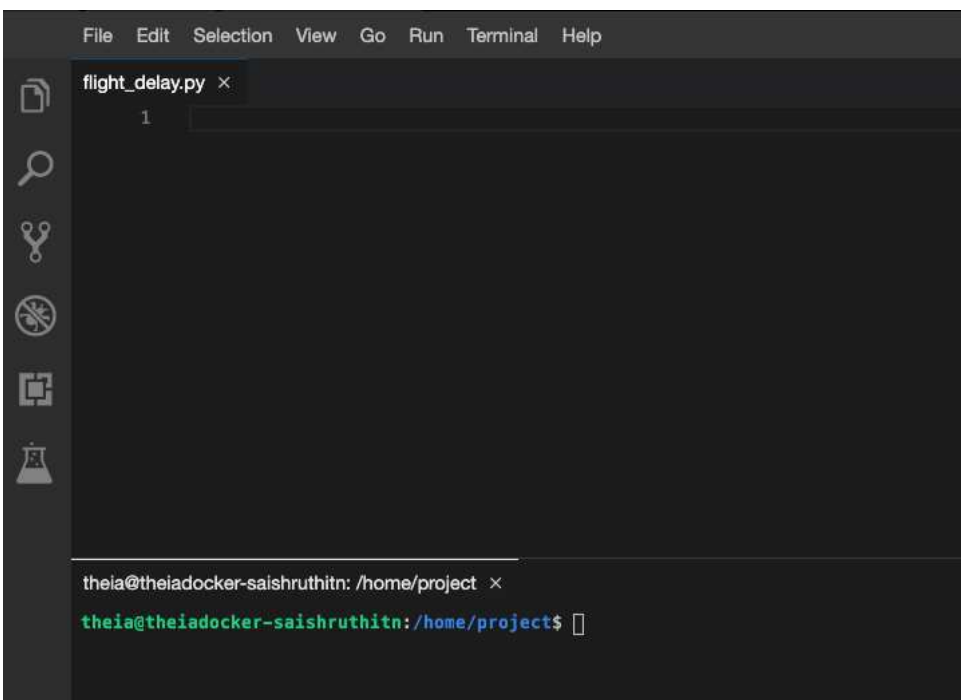 File Edit Selection View Go Run Terminal Help
flight_delay.py ×
1
theia@theiadocker-saishruthitn: /home/project ×
theia@theiadocker-saishruthitn:/home/project$